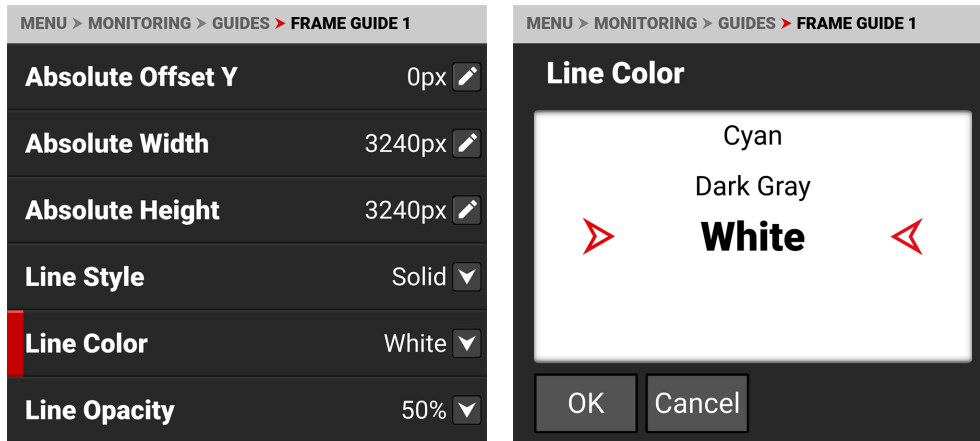 MENU > MONITORING > GUIDES > FRAME GUIDE 1
Absolute Offset Y 0px
Absolute Width 3240px
Absolute Height 3240px
Line Style Solid
Line Color White
Line Opacity 50%
MENU > MONITORING > GUIDES > FRAME GUIDE 1
Line Color
Cyan
Dark Gray
White
OK Cancel